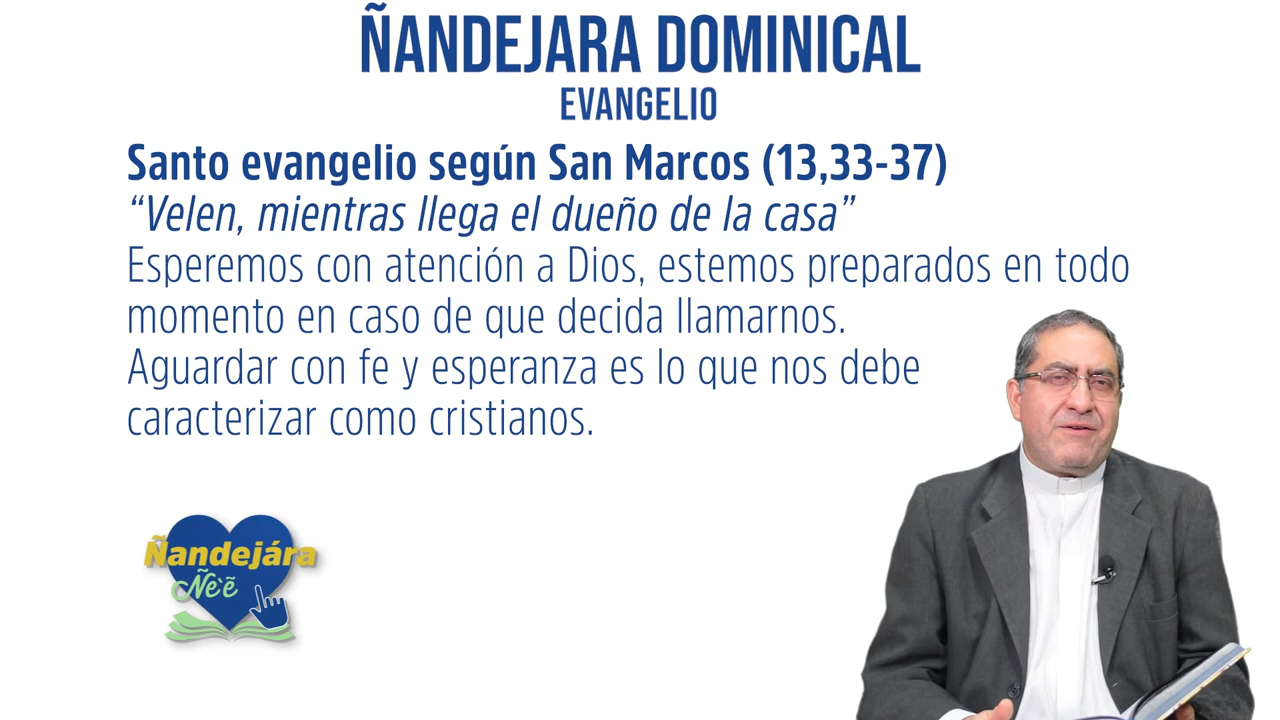 ÑANDEJARA DOMINICAL
EVANGELIO
Santo evangelio según San Marcos (13,33-37)
“Velen, mientras llega el dueño de la casa”
Esperemos con atención a Dios, estemos preparados en todo
momento en caso de que decida llamarnos.
Aguardar con fe y esperanza es lo que nos debe
caracterizar como cristianos.
Ñandejára
Ñe'ẽ